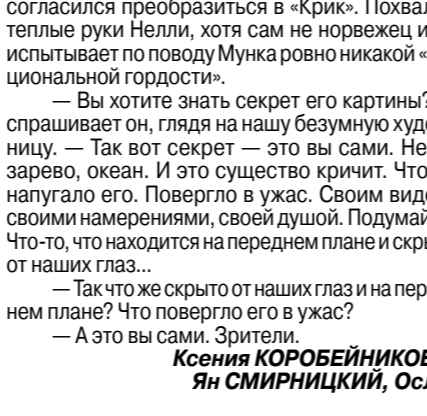 согласился преобразиться в «Крик». Похвал
теплые руки Нелли, хотя сам не норвежец и
испытывает по поводу Мунка ровно никакой «
циональной гордости».
— Вы хотите знать секрет его картины?
спрашивает он, глядя на нашу безумную худо
ницу. — Так вот секрет — это вы сами. Не
зарево, океан. И это существо кричит. Что
напугало его. Повергло в ужас. Своим видо
своими намерениями, своей душой. Подумай
Что-то, что находится на переднем плане и скры
от наших глаз...
— Так что же скрыто от наших глаз и на пер
нем плане? Что повергло его в ужас?
— А это вы сами. Зрители.
Ксения КОРОБЕЙНИКОВ
Ян СМИРНИЦКИЙ, Осл